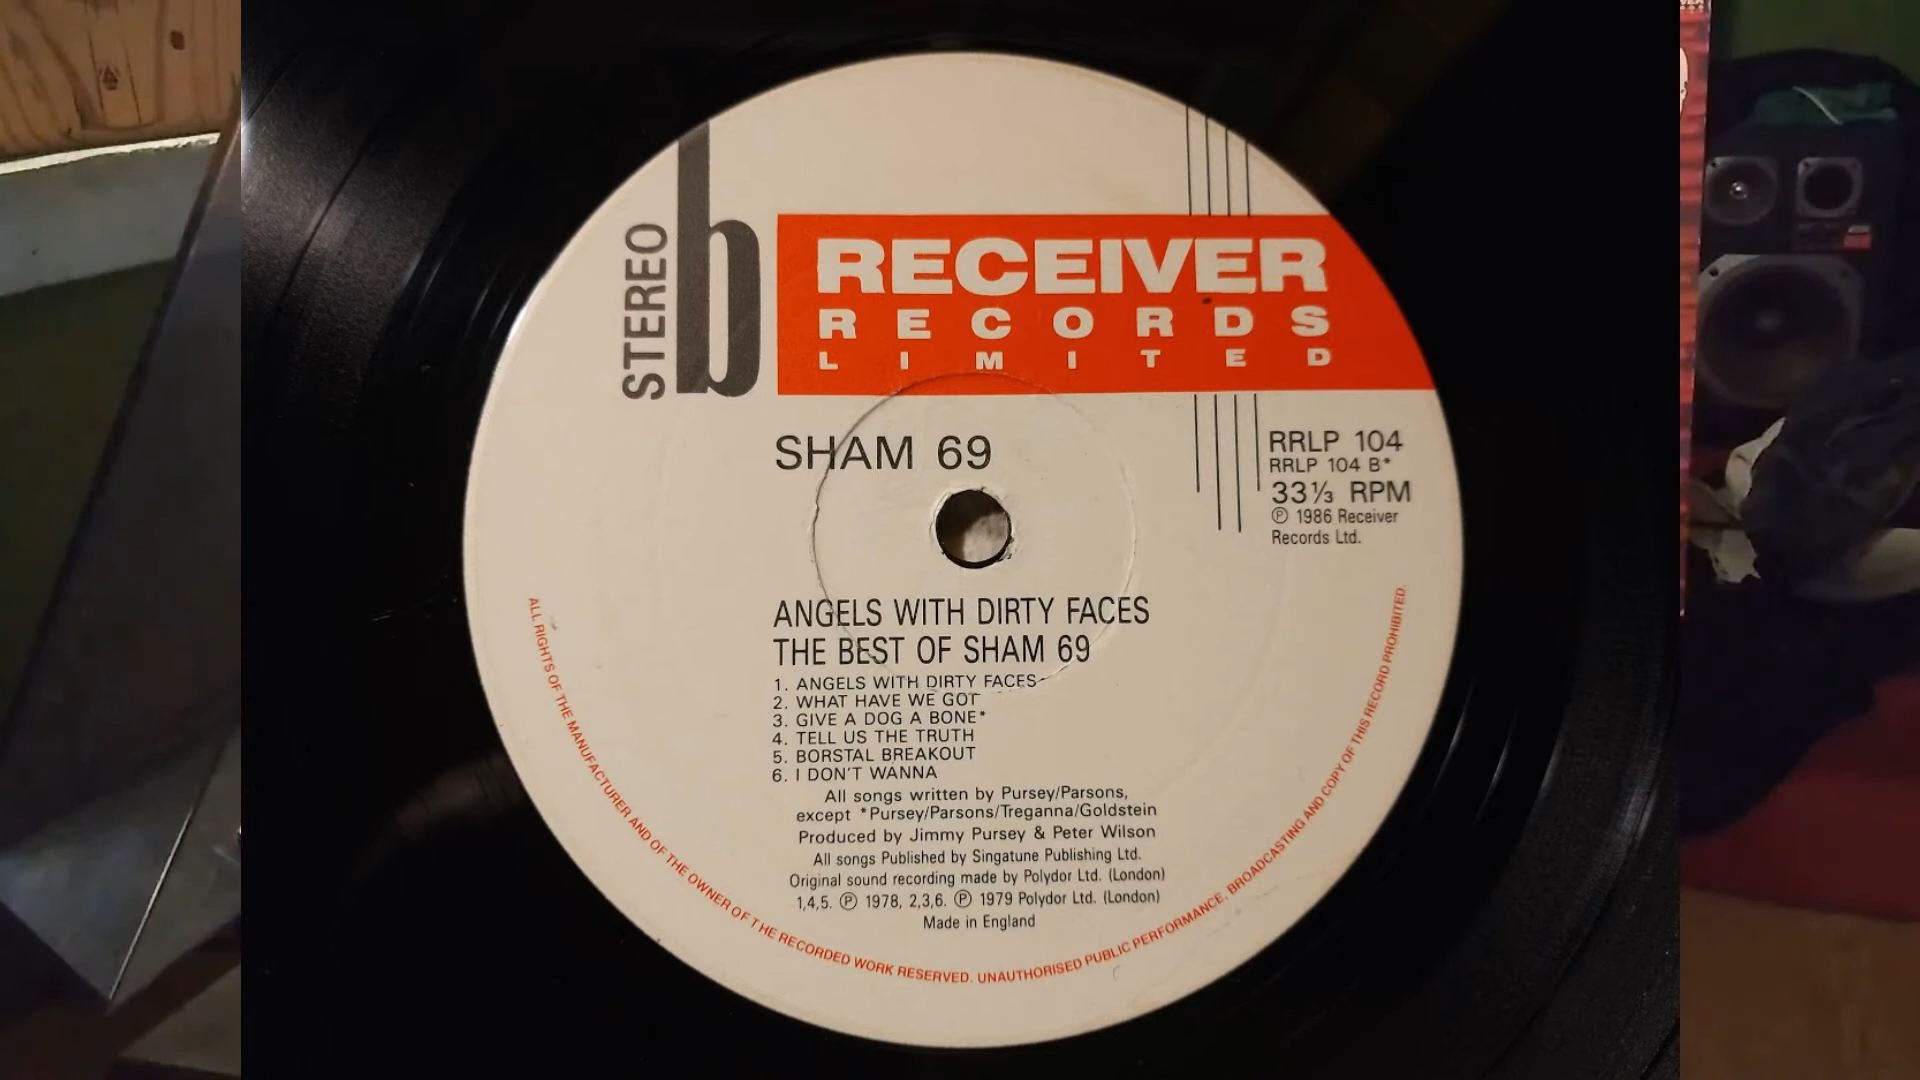 STEREO
b
RECEIVER
RECORDS
LIMITED
SHAM 69
RRLP 104
RRLP 104 B*
33⅓ RPM
℗ 1986 Receiver
Records Ltd.
ANGELS WITH DIRTY FACES
THE BEST OF SHAM 69
1. ANGELS WITH DIRTY FACES
2. WHAT HAVE WE GOT
3. GIVE A DOG A BONE*
4. TELL US THE TRUTH
5. BORSTAL BREAKOUT
6. I DON'T WANNA
All songs written by Pursey/Parsons,
except *Pursey/Parsons/Treganna/Goldstein
Produced by Jimmy Pursey & Peter Wilson
All songs Published by Singatune Publishing Ltd.
Original sound recording made by Polydor Ltd. (London)
1,4,5. ℗ 1978, 2,3,6. ℗ 1979 Polydor Ltd. (London)
Made in England
ALL RIGHTS OF THE MANUFACTURER AND OF THE OWNER OF THE RECORDED WORK RESERVED. UNAUTHORISED PUBLIC PERFORMANCE, BROADCASTING AND COPY OF THIS RECORD PROHIBITED.